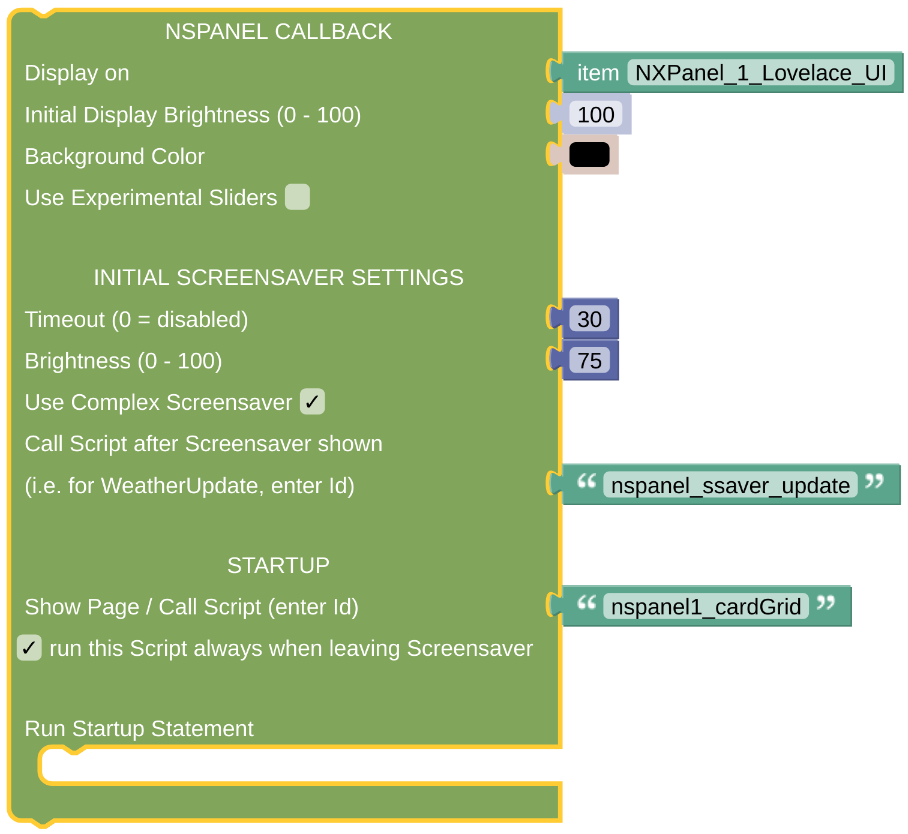 NSPANEL CALLBACK
Display on item NXPanel_1_Lovelace_UI
Initial Display Brightness (0 - 100) 100
Background Color
Use Experimental Sliders
INITIAL SCREENSAVER SETTINGS
Timeout (0 = disabled) 30
Brightness (0 - 100) 75
Use Complex Screensaver ✓
Call Script after Screensaver shown
(i.e. for WeatherUpdate, enter Id) “ nspanel_ssaver_update ”
STARTUP
Show Page / Call Script (enter Id) “ nspanel1_cardGrid ”
✓ run this Script always when leaving Screensaver
Run Startup Statement